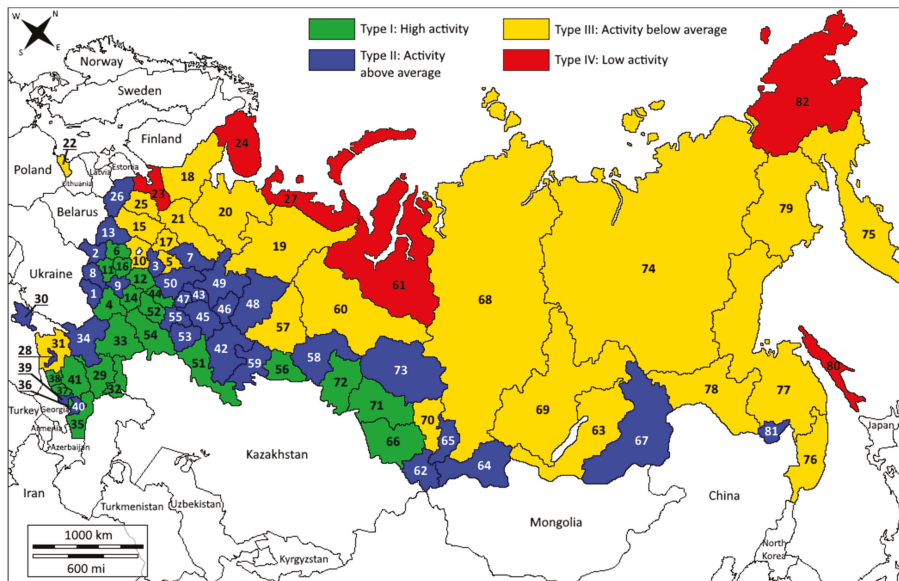 W N
S E
Type I: High activity
Type II: Activity
above average
Type III: Activity below average
Type IV: Low activity
Norway
Sweden
Finland
Estonia
Latvia
Lithuania
Poland
Belarus
Ukraine
Turkey
Georgia
Armenia
Azerbaijan
Iran
Turkmenistan
Uzbekistan
Kazakhstan
Kyrgyzstan
Mongolia
China
North
Korea
Japan
22
24
23
18
26
25
21
20
27
15
19
13
17
2
6
10
3
5
7
8
11
16
12
50
49
9
1
14
44
47
43
46
48
4
52
55
45
30
34
33
54
53
42
57
60
61
31
28
39
36
38
41
37
29
32
40
35
51
59
56
58
73
72
71
66
70
65
62
64
68
69
63
67
74
78
77
81
76
79
75
82
80
1000 km
600 mi